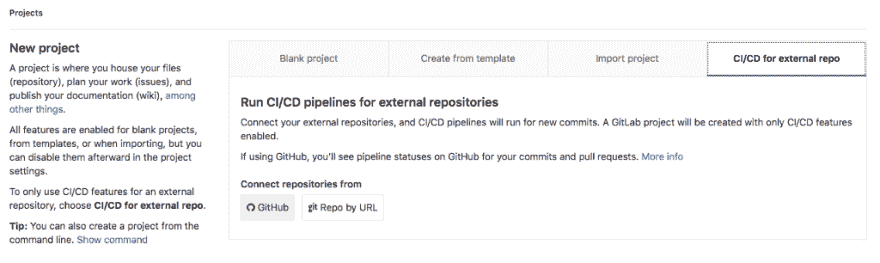 Projects
New project
A project is where you house your files
(repository), plan your work (issues), and
publish your documentation (wiki), among
other things.
All features are enabled for blank projects,
from templates, or when importing, but you
can disable them afterward in the project
settings.
To only use CI/CD features for an external
repository, choose CI/CD for external repo.
Tip: You can also create a project from the
command line. Show command
Blank project
Create from template
Import project
CI/CD for external repo
Run CI/CD pipelines for external repositories
Connect your external repositories, and CI/CD pipelines will run for new commits. A GitLab project will be created with only CI/CD features
enabled.
If using GitHub, you'll see pipeline statuses on GitHub for your commits and pull requests. More info
Connect repositories from
GitHub
git Repo by URL